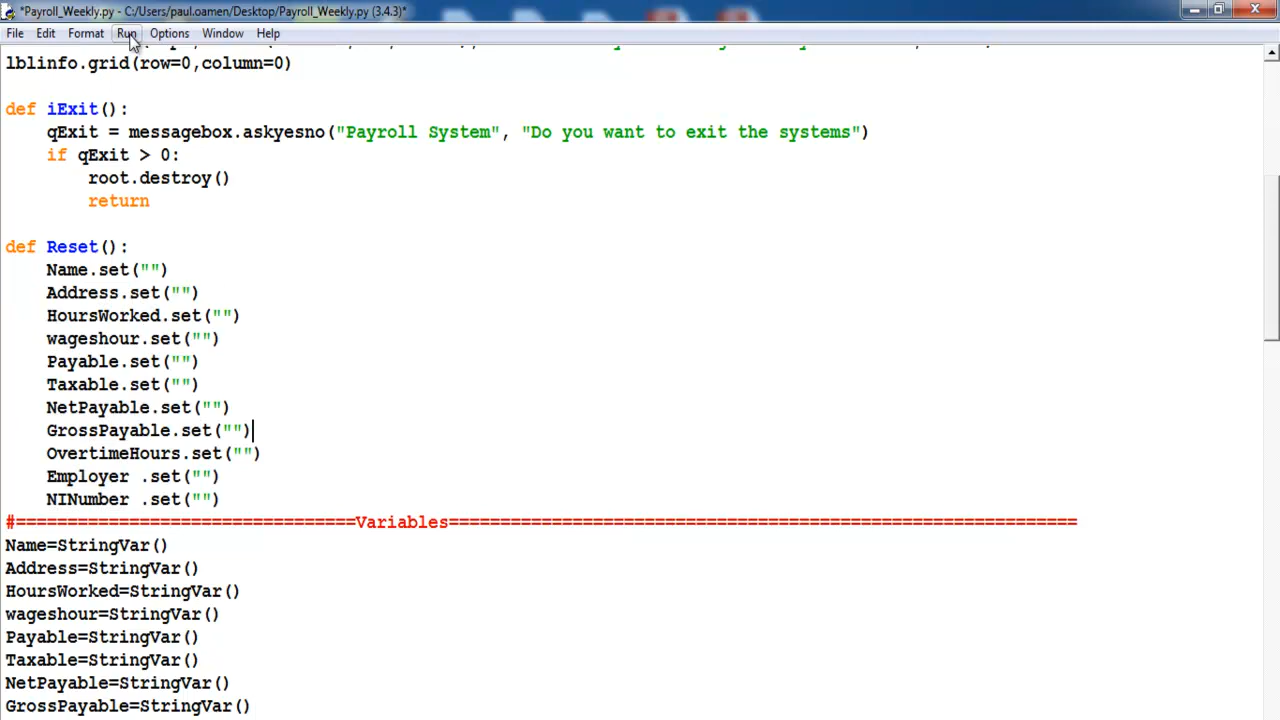 *Payroll_Weekly.py - C:/Users/paul.oamen/Desktop/Payroll_Weekly.py (3.4.3)*
File Edit Format Run Options Window Help
lblinfo.grid(row=0,column=0)
def iExit():
qExit = messagebox.askyesno("Payroll System", "Do you want to exit the systems")
if qExit > 0:
root.destroy()
return
def Reset():
Name.set("")
Address.set("")
HoursWorked.set("")
wageshour.set("")
Payable.set("")
Taxable.set("")
NetPayable.set("")
GrossPayable.set("")
OvertimeHours.set("")
Employer .set("")
NINumber .set("")
#=================================Variables=============================================================
Name=StringVar()
Address=StringVar()
HoursWorked=StringVar()
wageshour=StringVar()
Payable=StringVar()
Taxable=StringVar()
NetPayable=StringVar()
GrossPayable=StringVar()